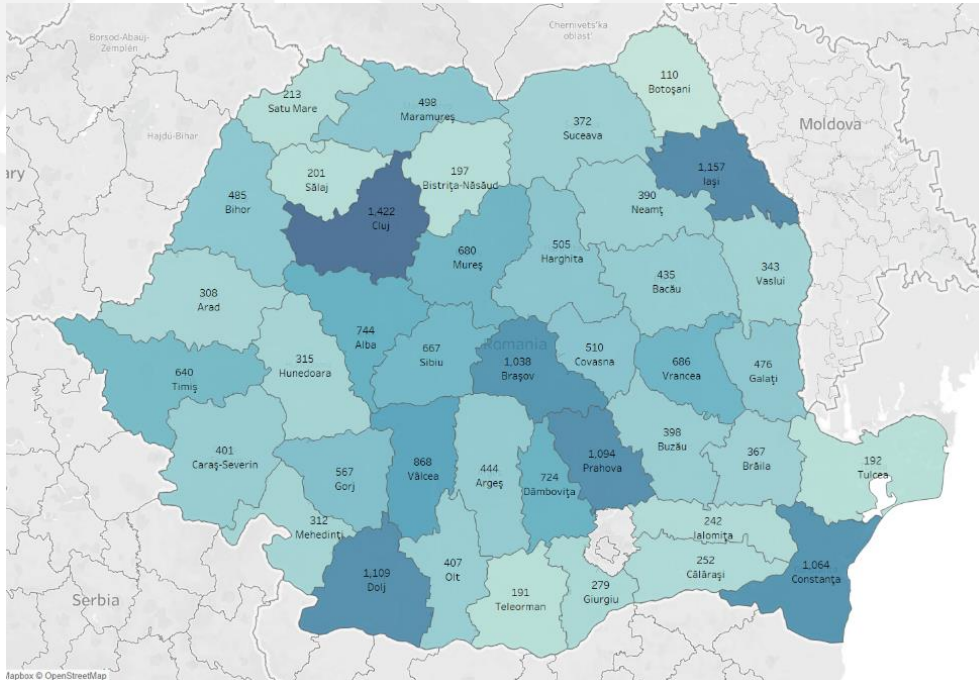 Borsod-Abaúj-
Zemplén
Chernivets'ka
oblast'
110
Botoşani
213
Satu Mare
498
Maramureş
372
Suceava
Moldova
Hajdú-Bihar
201
Sălaj
197
Bistriţa-Năsăud
1,157
Iaşi
ary
485
Bihor
390
Neamţ
1,422
Cluj
680
Mureş
505
Harghita
435
Bacău
343
Vaslui
308
Arad
744
Alba
667
Sibiu
Romania
1,038
Braşov
510
Covasna
686
Vrancea
476
Galaţi
315
Hunedoara
640
Timiş
401
Caraş-Severin
567
Gorj
868
Vâlcea
444
Argeş
724
Dâmboviţa
1,094
Prahova
398
Buzău
367
Brăila
192
Tulcea
312
Mehedinţi
242
Ialomiţa
252
Călăraşi
1,064
Constanţa
1,109
Dolj
407
Olt
191
Teleorman
279
Giurgiu
Serbia
Mapbox © OpenStreetMap